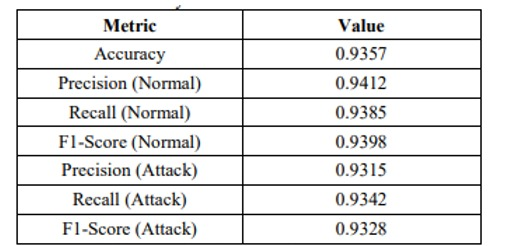 Metric Value
Accuracy 0.9357
Precision (Normal) 0.9412
Recall (Normal) 0.9385
F1-Score (Normal) 0.9398
Precision (Attack) 0.9315
Recall (Attack) 0.9342
F1-Score (Attack) 0.9328